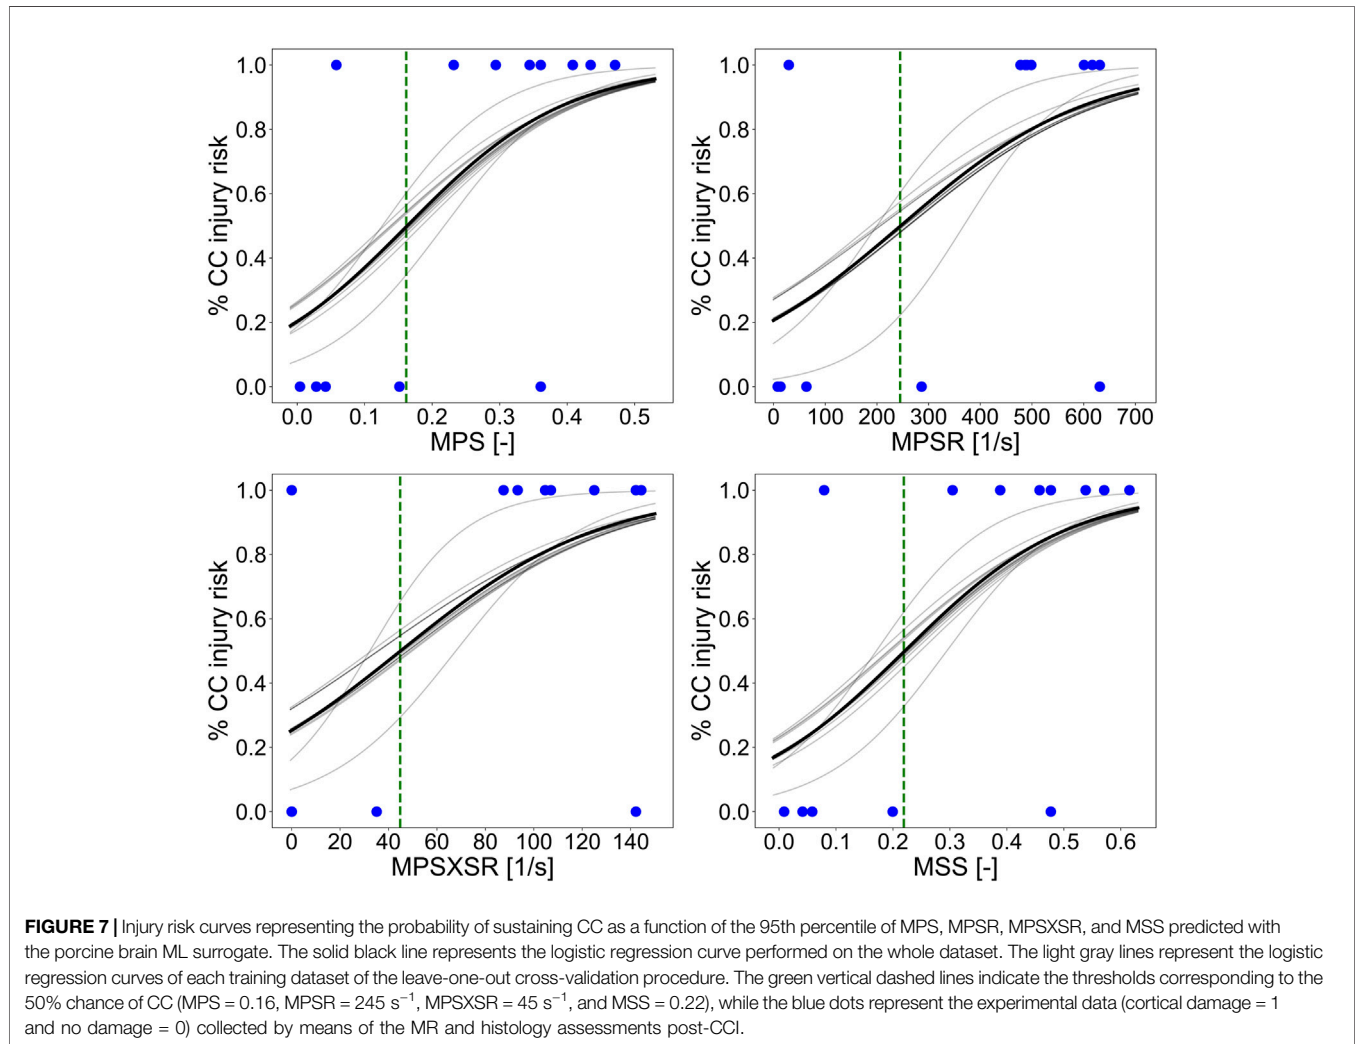 1.0
0.8
0.6
0.4
0.2
0.0
% CC injury risk
0.0 0.1 0.2 0.3 0.4 0.5
MPS [-]
1.0
0.8
0.6
0.4
0.2
0.0
% CC injury risk
0 100 200 300 400 500 600 700
MPSR [1/s]
1.0
0.8
0.6
0.4
0.2
0.0
% CC injury risk
0 20 40 60 80 100 120 140
MPSXSR [1/s]
1.0
0.8
0.6
0.4
0.2
0.0
% CC injury risk
0.0 0.1 0.2 0.3 0.4 0.5 0.6
MSS [-]
FIGURE 7 | Injury risk curves representing the probability of sustaining CC as a function of the 95th percentile of MPS, MPSR, MPSXSR, and MSS predicted with
the porcine brain ML surrogate. The solid black line represents the logistic regression curve performed on the whole dataset. The light gray lines represent the logistic
regression curves of each training dataset of the leave-one-out cross-validation procedure. The green vertical dashed lines indicate the thresholds corresponding to the
50% chance of CC (MPS = 0.16, MPSR = 245 s⁻¹, MPSXSR = 45 s⁻¹, and MSS = 0.22), while the blue dots represent the experimental data (cortical damage = 1
and no damage = 0) collected by means of the MR and histology assessments post-CCI.